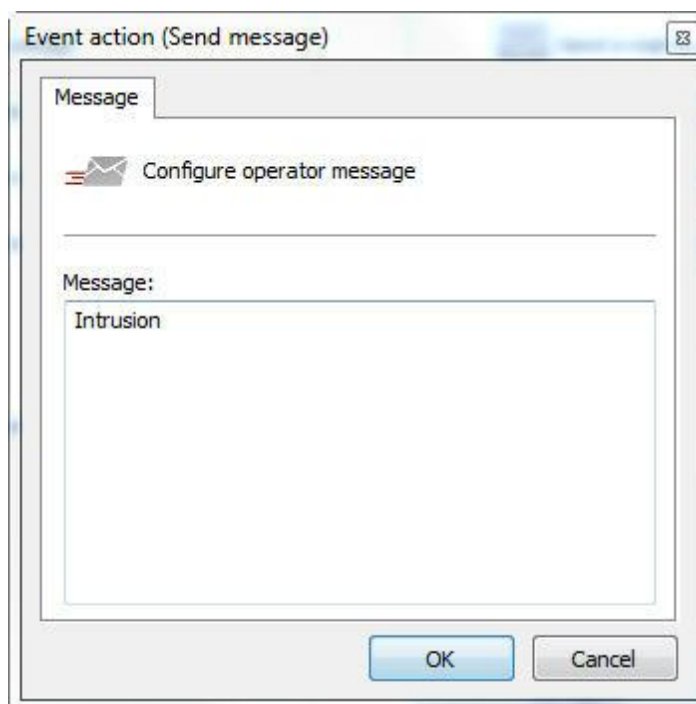 Event action (Send message)
Message
Configure operator message
Message:
Intrusion
OK
Cancel